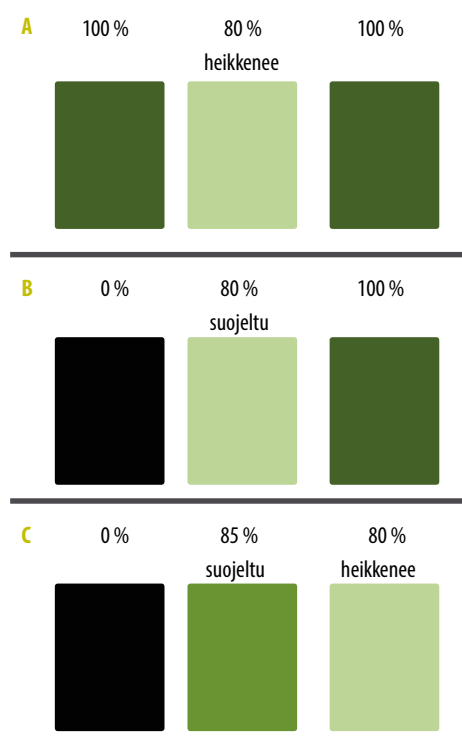 A 100 % 80 % 100 %
heikkenee
B 0 % 80 % 100 %
suojeltu
C 0 % 85 % 80 %
suojeltu heikkenee